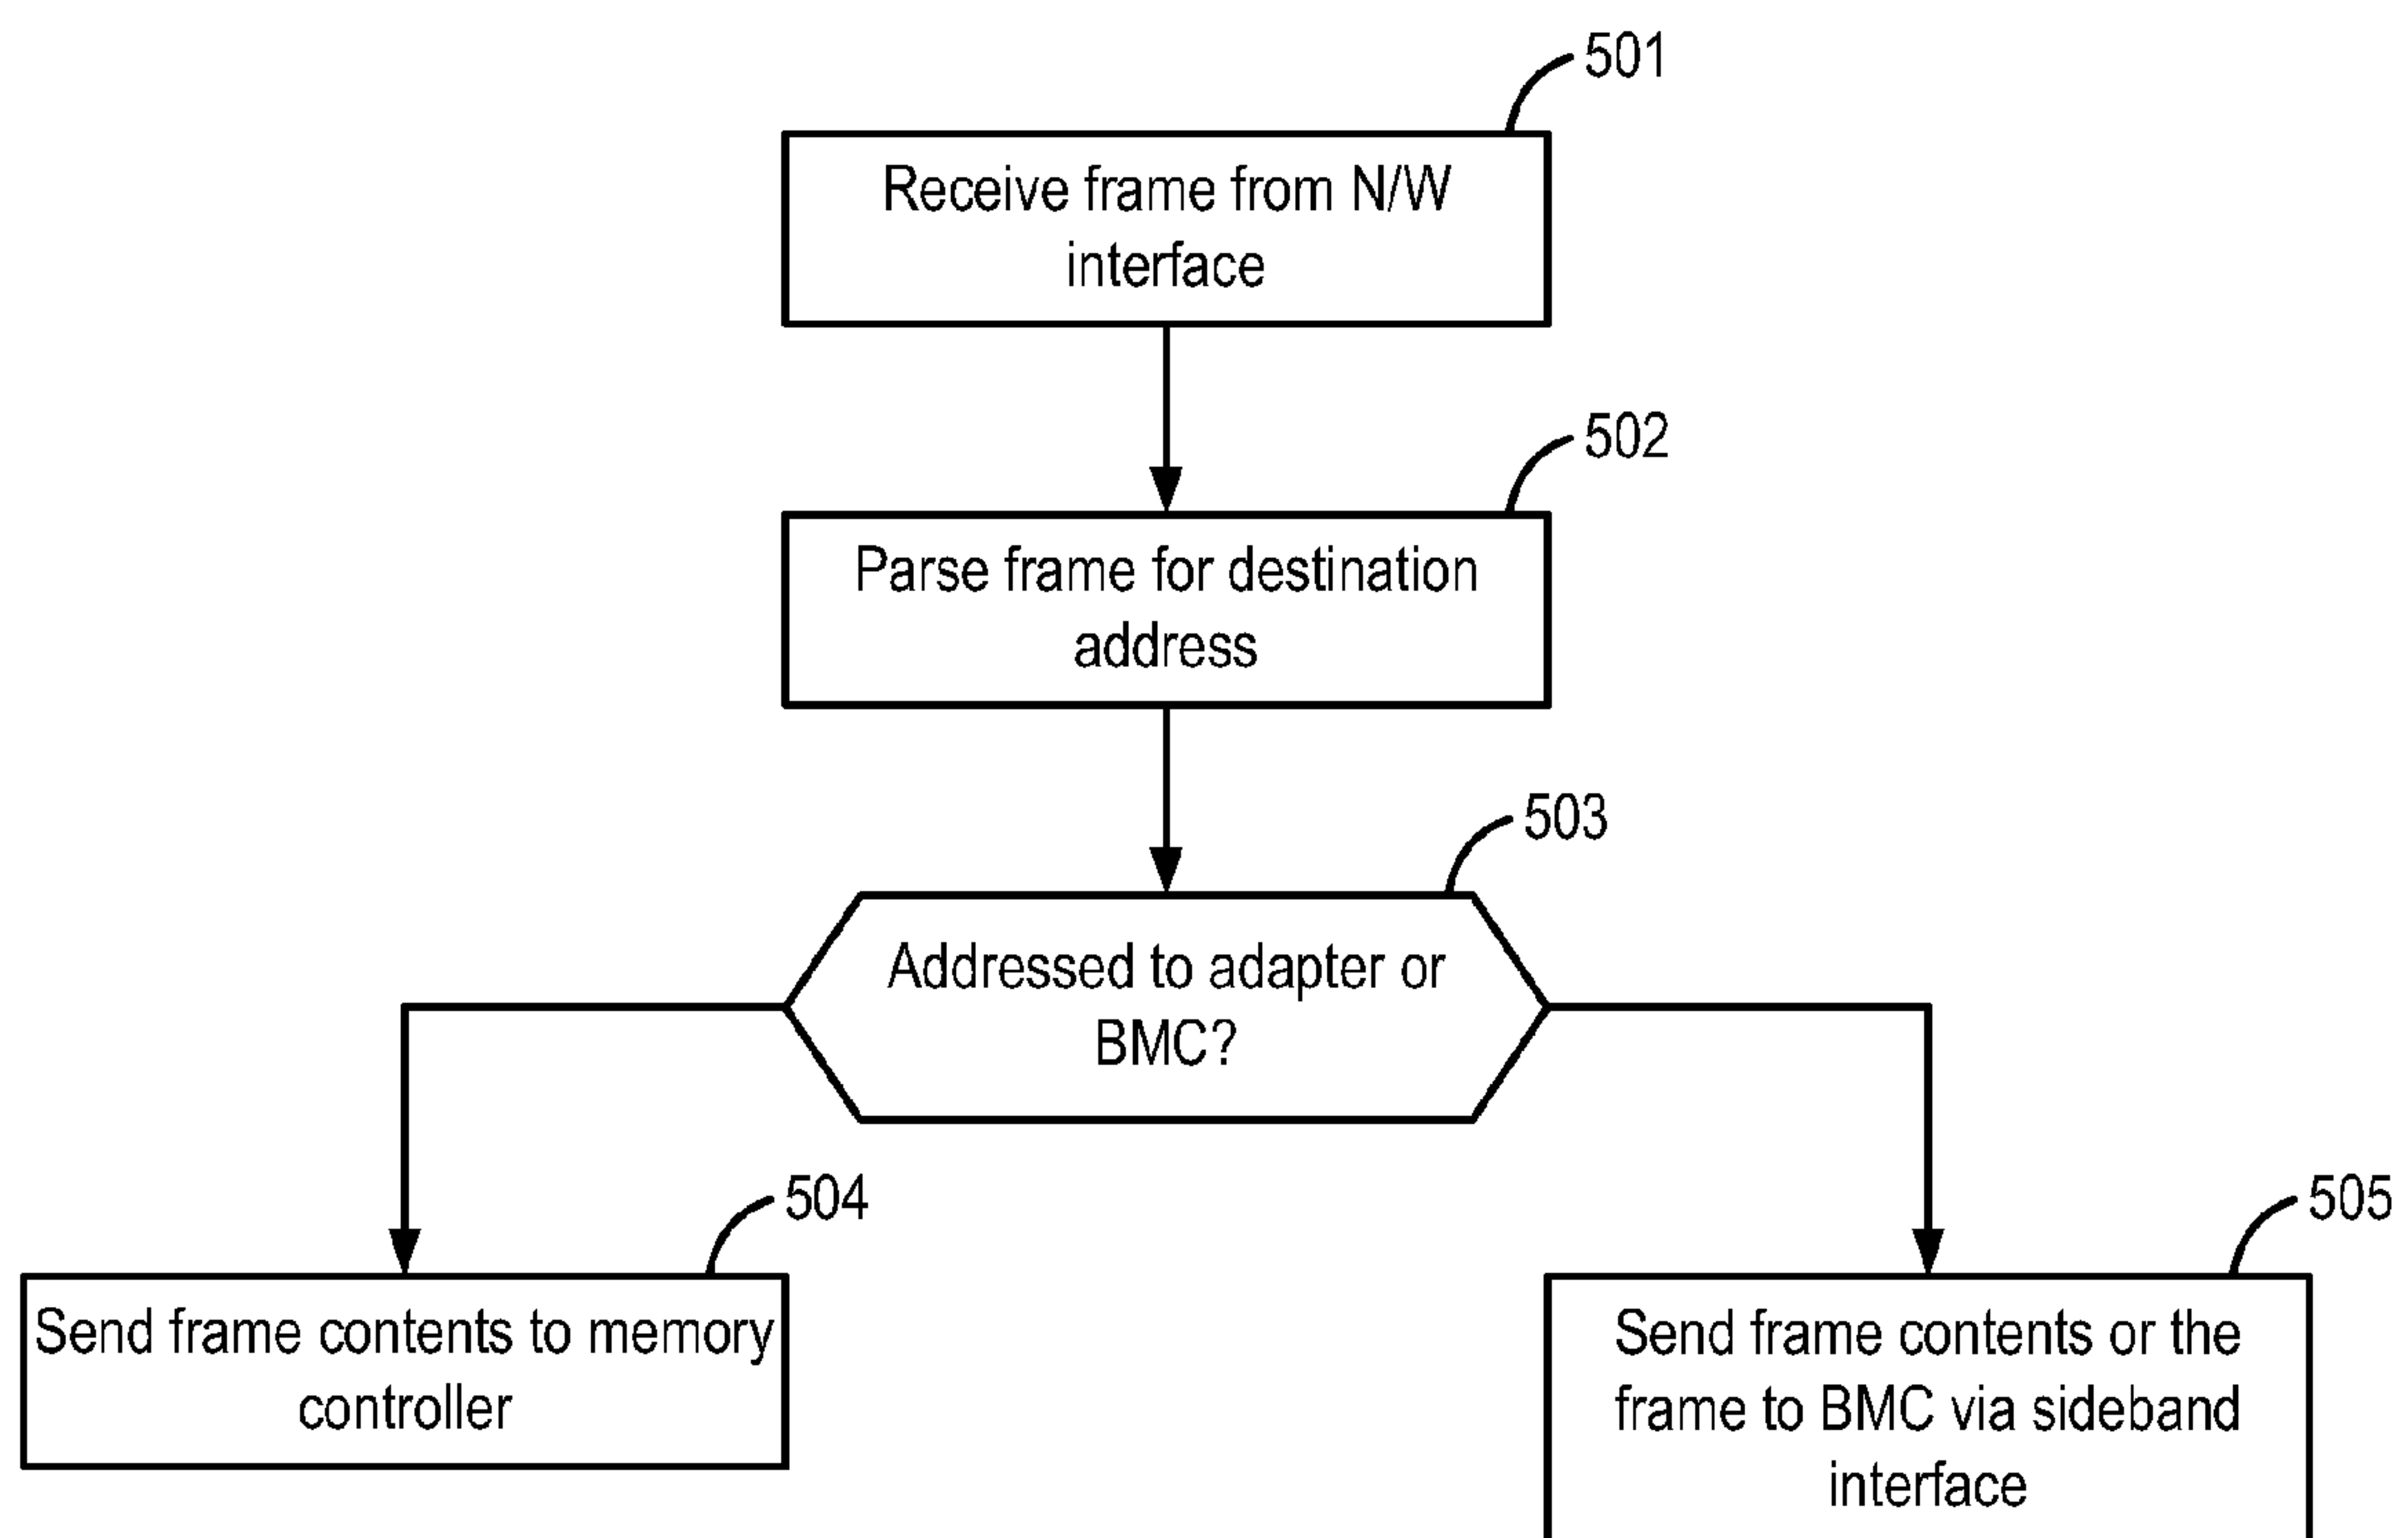 501
Receive frame from N/W
interface
502
Parse frame for destination
address
503
Addressed to adapter or
BMC?
504
Send frame contents to memory
controller
505
Send frame contents or the
frame to BMC via sideband
interface